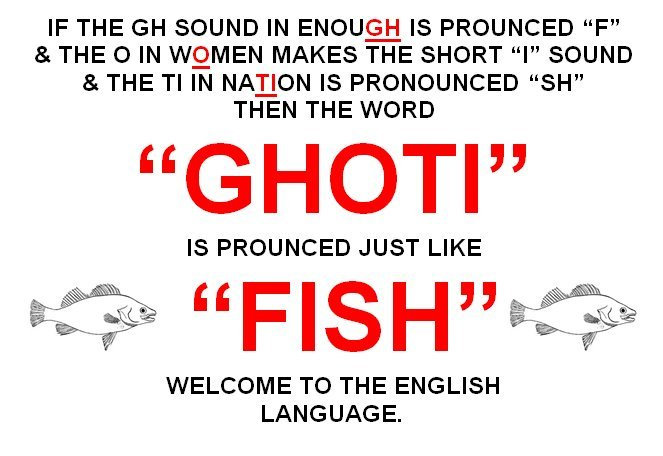 IF THE GH SOUND IN ENOUGH IS PROUNCED “F”
& THE O IN WOMEN MAKES THE SHORT “I” SOUND
& THE TI IN NATION IS PRONOUNCED “SH”
THEN THE WORD
“GHOTI”
IS PROUNCED JUST LIKE
“FISH”
WELCOME TO THE ENGLISH
LANGUAGE.